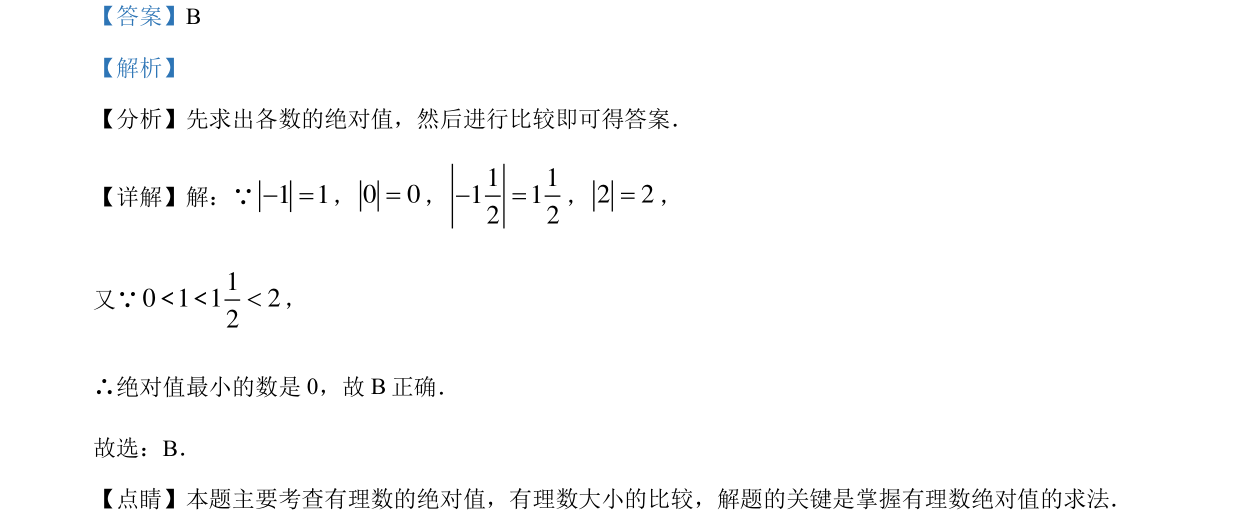 【答案】B
【解析】
【分析】先求出各数的绝对值，然后进行比较即可得答案．
【详解】解：∵|−1|=1，|0|=0，|−1 1/2|=1 1/2，|2|=2，
又∵0<1<1 1/2<2，
∴绝对值最小的数是 0，故 B 正确．
故选：B．
【点睛】本题主要考查有理数的绝对值，有理数大小的比较，解题的关键是掌握有理数绝对值的求法．